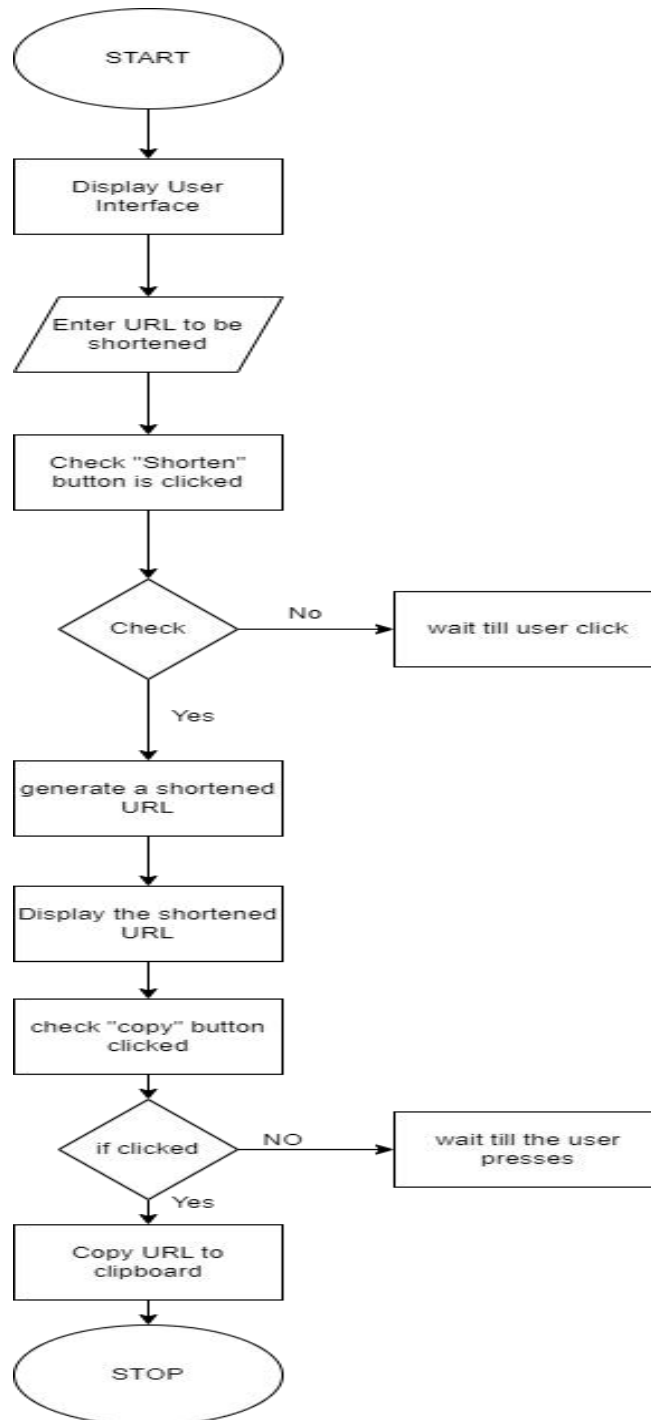 START
Display User
Interface
Enter URL to be
shortened
Check "Shorten"
button is clicked
Check
No
wait till user click
Yes
generate a shortened
URL
Display the shortened
URL
check "copy" button
clicked
if clicked
NO
wait till the user
presses
Yes
Copy URL to
clipboard
STOP